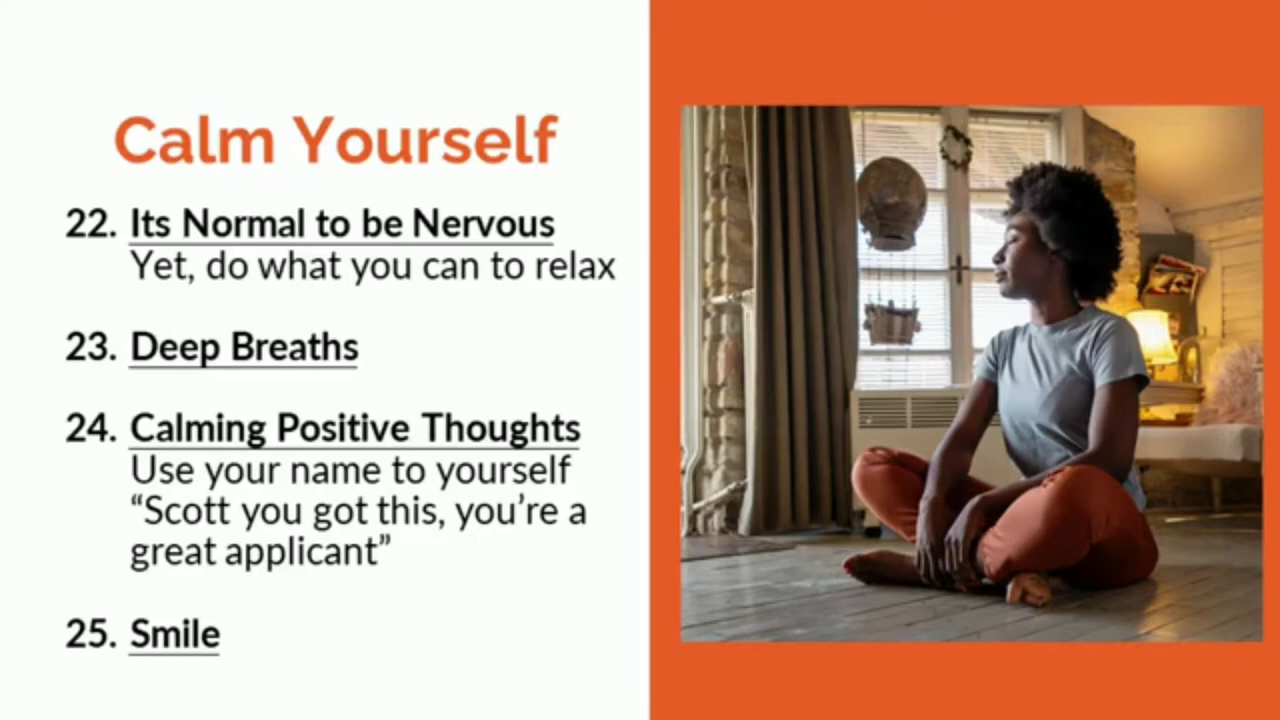 Calm Yourself
22. Its Normal to be Nervous
Yet, do what you can to relax
23. Deep Breaths
24. Calming Positive Thoughts
Use your name to yourself
“Scott you got this, you’re a
great applicant”
25. Smile